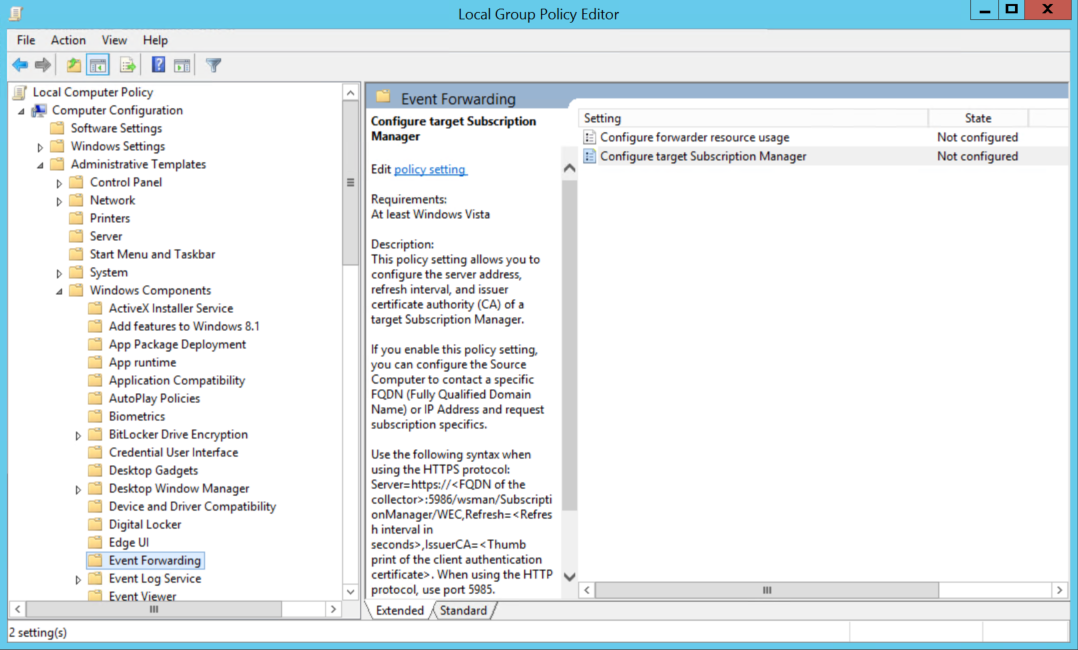 Local Group Policy Editor
File Action View Help
Local Computer Policy
Computer Configuration
Software Settings
Windows Settings
Administrative Templates
Control Panel
Network
Printers
Server
Start Menu and Taskbar
System
Windows Components
ActiveX Installer Service
Add features to Windows 8.1
App Package Deployment
App runtime
Application Compatibility
AutoPlay Policies
Biometrics
BitLocker Drive Encryption
Credential User Interface
Desktop Gadgets
Desktop Window Manager
Device and Driver Compatibility
Digital Locker
Edge UI
Event Forwarding
Event Log Service
Event Viewer
Event Forwarding
Configure target Subscription
Manager
Edit policy setting
Requirements:
At least Windows Vista
Description:
This policy setting allows you to
configure the server address,
refresh interval, and issuer
certificate authority (CA) of a
target Subscription Manager.
If you enable this policy setting,
you can configure the Source
Computer to contact a specific
FQDN (Fully Qualified Domain
Name) or IP Address and request
subscription specifics.
Use the following syntax when
using the HTTPS protocol:
Server=https://<FQDN of the
collector>:5986/wsman/Subscripti
onManager/WEC,Refresh=<Refres
h interval in
seconds>,IssuerCA=<Thumb
print of the client authentication
certificate>. When using the HTTP
protocol, use port 5985.
Setting State
Configure forwarder resource usage Not configured
Configure target Subscription Manager Not configured
Extended Standard
2 setting(s)